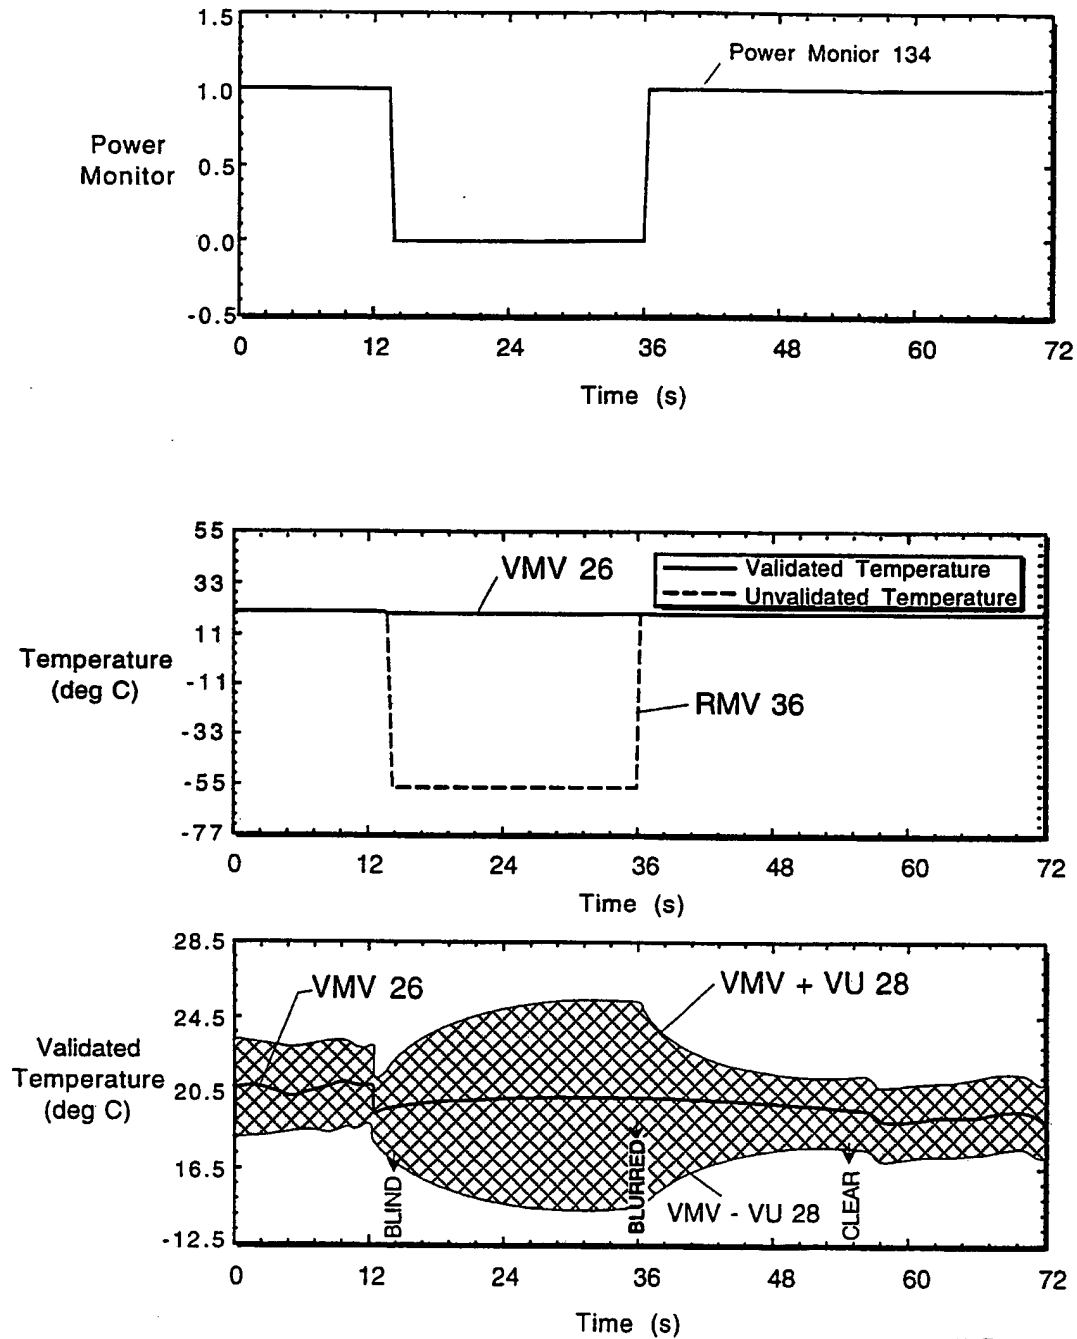 1.5
1.0
0.5
0.0
-0.5
Power
Monitor
Power Monior 134
0 12 24 36 48 60 72
Time (s)
55
33
11
-11
-33
-55
-77
Temperature
(deg C)
VMV 26
Validated Temperature
Unvalidated Temperature
RMV 36
0 12 24 36 48 60 72
Time (s)
28.5
24.5
20.5
16.5
-12.5
Validated
Temperature
(deg C)
VMV 26
VMV + VU 28
BLIND
BLURRED
VMV - VU 28
CLEAR
0 12 24 36 48 60 72
Time (s)